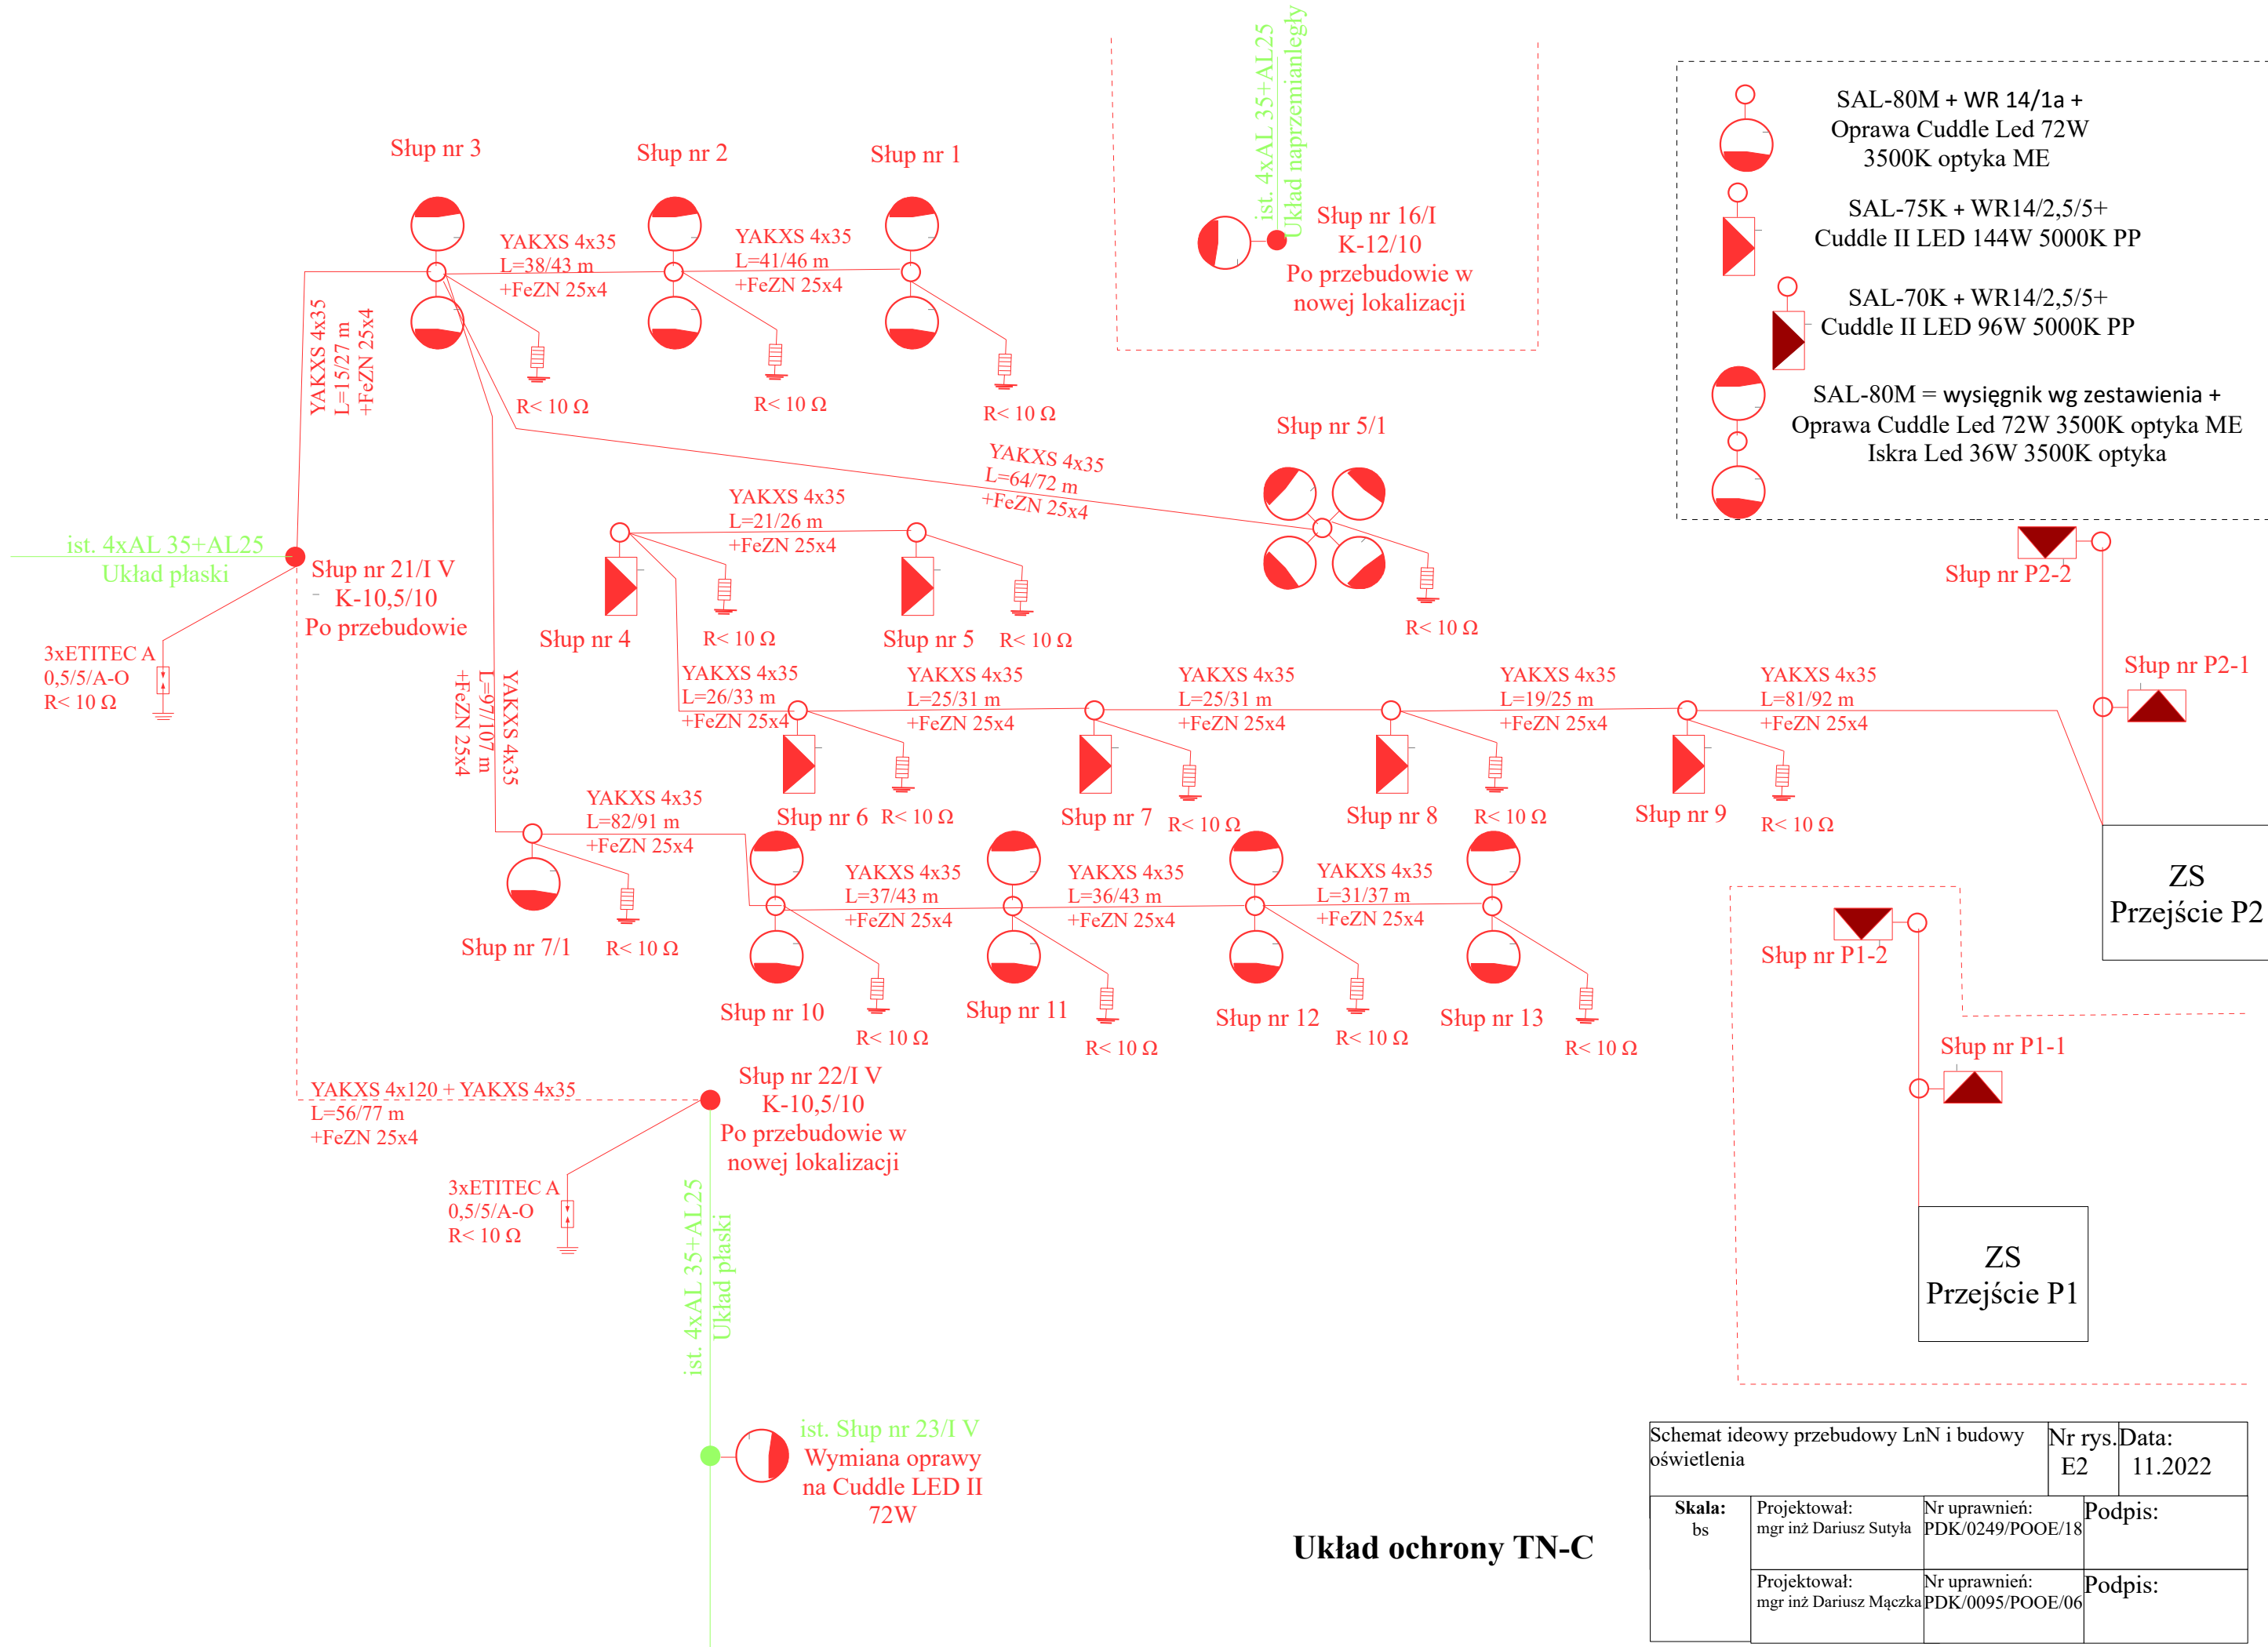 ist. 4xAL 35+AL25
Układ naprzemianległy
Słup nr 16/I
K-12/10
Po przebudowie w
nowej lokalizacji
SAL-80M + WR 14/1a +
Oprawa Cuddle Led 72W
3500K optyka ME
SAL-75K + WR14/2,5/5+
Cuddle II LED 144W 5000K PP
SAL-70K + WR14/2,5/5+
Cuddle II LED 96W 5000K PP
SAL-80M = wysięgnik wg zestawienia +
Oprawa Cuddle Led 72W 3500K optyka ME
Iskra Led 36W 3500K optyka
Słup nr 3
Słup nr 2
Słup nr 1
YAKXS 4x35
L=38/43 m
+FeZN 25x4
YAKXS 4x35
L=41/46 m
+FeZN 25x4
YAKXS 4x35
L=15/27 m
+FeZN 25x4
R< 10 Ω
R< 10 Ω
R< 10 Ω
Słup nr 5/1
YAKXS 4x35
L=64/72 m
+FeZN 25x4
R< 10 Ω
ist. 4xAL 35+AL25
Układ płaski
Słup nr 21/I V
K-10,5/10
Po przebudowie
3xETITEC A
0,5/5/A-O
R< 10 Ω
YAKXS 4x35
L=21/26 m
+FeZN 25x4
Słup nr 4
R< 10 Ω
Słup nr 5
R< 10 Ω
Słup nr P2-2
Słup nr P2-1
YAKXS 4x35
L=97/107 m
+FeZN 25x4
YAKXS 4x35
L=26/33 m
+FeZN 25x4
YAKXS 4x35
L=25/31 m
+FeZN 25x4
YAKXS 4x35
L=25/31 m
+FeZN 25x4
YAKXS 4x35
L=19/25 m
+FeZN 25x4
YAKXS 4x35
L=81/92 m
+FeZN 25x4
Słup nr 6
R< 10 Ω
Słup nr 7
R< 10 Ω
Słup nr 8
R< 10 Ω
Słup nr 9
R< 10 Ω
ZS
Przejście P2
YAKXS 4x35
L=82/91 m
+FeZN 25x4
Słup nr 7/1
R< 10 Ω
YAKXS 4x35
L=37/43 m
+FeZN 25x4
YAKXS 4x35
L=36/43 m
+FeZN 25x4
YAKXS 4x35
L=31/37 m
+FeZN 25x4
Słup nr 10
R< 10 Ω
Słup nr 11
R< 10 Ω
Słup nr 12
R< 10 Ω
Słup nr 13
R< 10 Ω
Słup nr P1-2
Słup nr P1-1
ZS
Przejście P1
YAKXS 4x120 + YAKXS 4x35
L=56/77 m
+FeZN 25x4
Słup nr 22/I V
K-10,5/10
Po przebudowie w
nowej lokalizacji
3xETITEC A
0,5/5/A-O
R< 10 Ω
ist. 4xAL 35+AL25
Układ płaski
ist. Słup nr 23/I V
Wymiana oprawy
na Cuddle LED II
72W
Układ ochrony TN-C
Schemat ideowy przebudowy LnN i budowy
oświetlenia
Nr rys.
E2
Data:
11.2022
Skala:
bs
Projektował:
mgr inż Dariusz Sutyła
Nr uprawnień:
PDK/0249/POOE/18
Podpis:
Projektował:
mgr inż Dariusz Mączka
Nr uprawnień:
PDK/0095/POOE/06
Podpis: